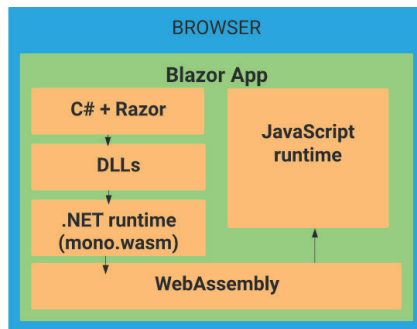 BROWSER
Blazor App
C# + Razor
DLLs
.NET runtime
(mono.wasm)
JavaScript
runtime
WebAssembly